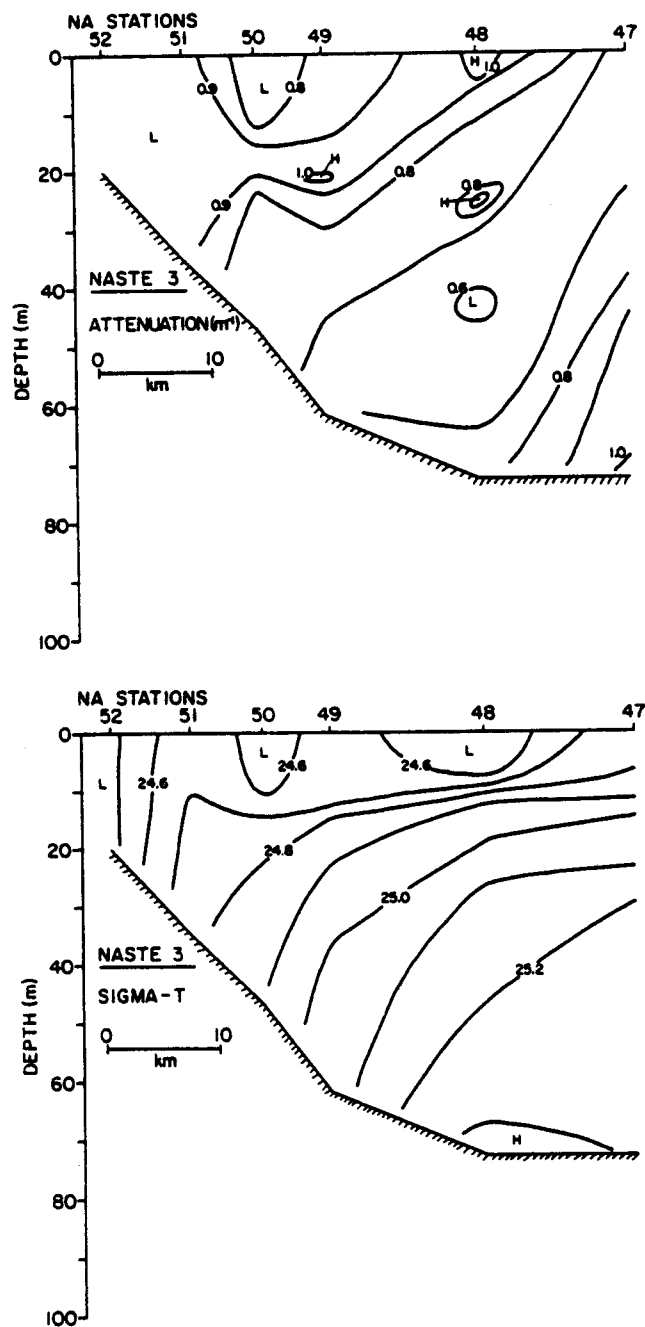 NA STATIONS
52 51 50 49 48 47
0
20
40
60
80
100
DEPTH (m)
0.9
L
0.8
H
1.0
L
1.0
H
0.8
0.8
H
0.9
0.6
L
0.8
1.0
NASTE 3
ATTENUATION (m⁻¹)
0 10
km
NA STATIONS
52 51 50 49 48 47
0
20
40
60
80
100
DEPTH (m)
L
24.6
L
24.6
24.6
L
24.8
25.0
25.2
H
NASTE 3
SIGMA-T
0 10
km